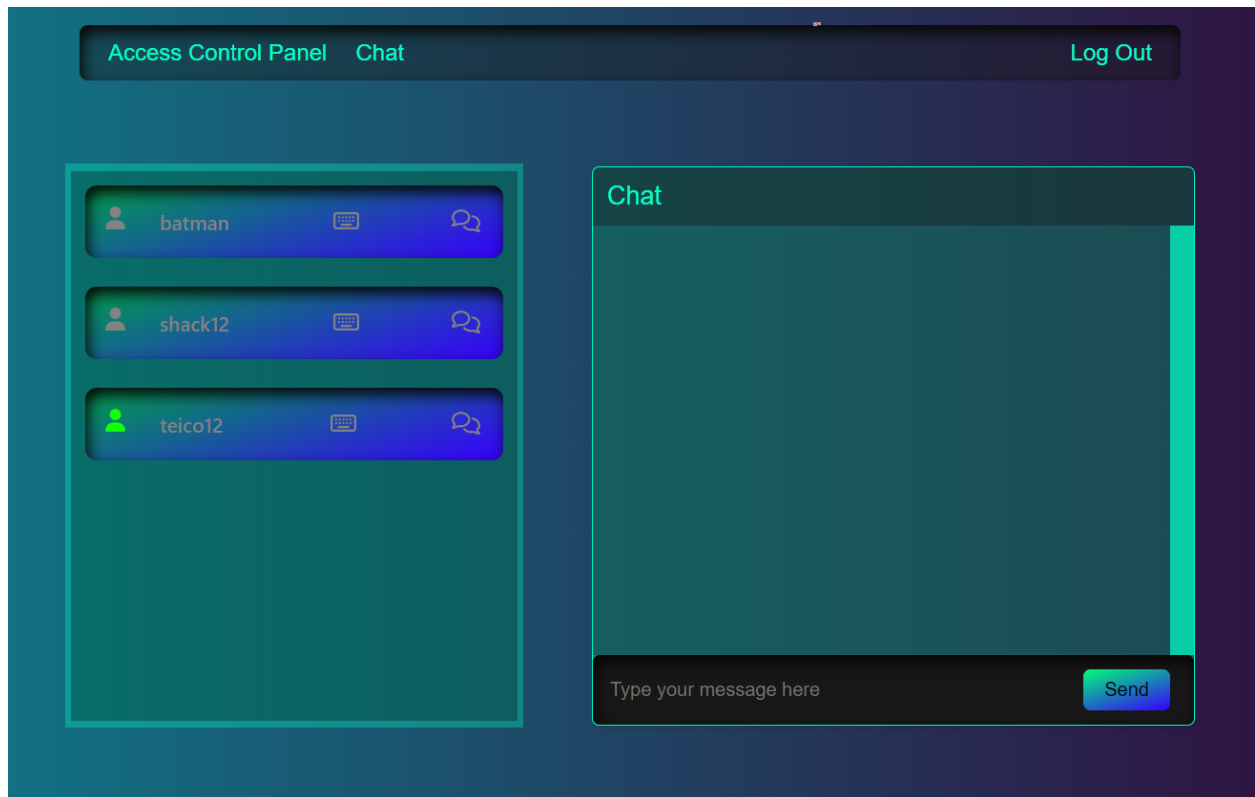 Access Control Panel Chat Log Out
batman
shack12
teico12
Chat
Type your message here Send